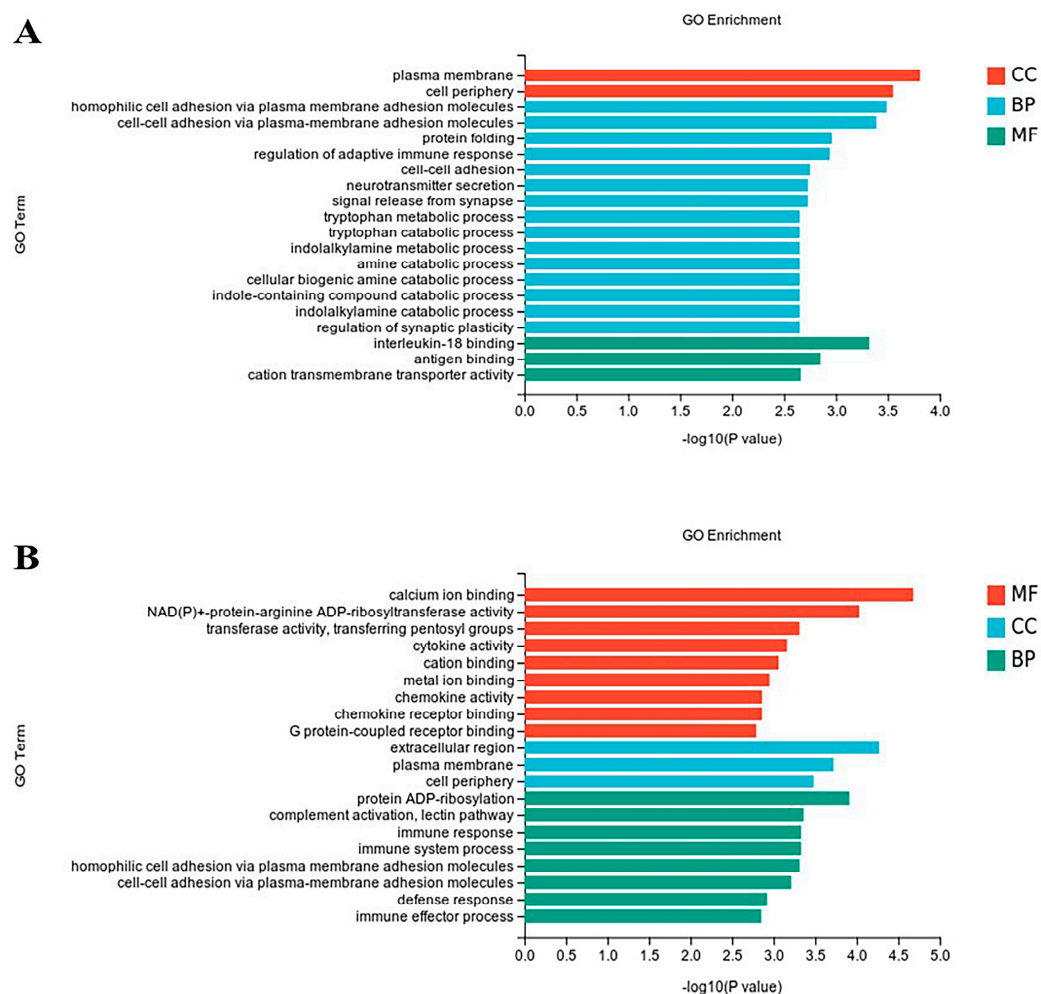 A
GO Enrichment
plasma membrane
cell periphery
homophilic cell adhesion via plasma membrane adhesion molecules
cell-cell adhesion via plasma-membrane adhesion molecules
protein folding
regulation of adaptive immune response
cell-cell adhesion
neurotransmitter secretion
signal release from synapse
tryptophan metabolic process
tryptophan catabolic process
indolalkylamine metabolic process
amine catabolic process
cellular biogenic amine catabolic process
indole-containing compound catabolic process
indolalkylamine catabolic process
regulation of synaptic plasticity
interleukin-18 binding
antigen binding
cation transmembrane transporter activity
CC
BP
MF
GO Term
0.0 0.5 1.0 1.5 2.0 2.5 3.0 3.5 4.0
-log10(P value)
B
GO Enrichment
calcium ion binding
NAD(P)+-protein-arginine ADP-ribosyltransferase activity
transferase activity, transferring pentosyl groups
cytokine activity
cation binding
metal ion binding
chemokine activity
chemokine receptor binding
G protein-coupled receptor binding
extracellular region
plasma membrane
cell periphery
protein ADP-ribosylation
complement activation, lectin pathway
immune response
immune system process
homophilic cell adhesion via plasma membrane adhesion molecules
cell-cell adhesion via plasma-membrane adhesion molecules
defense response
immune effector process
MF
CC
BP
GO Term
0.0 0.5 1.0 1.5 2.0 2.5 3.0 3.5 4.0 4.5 5.0
-log10(P value)